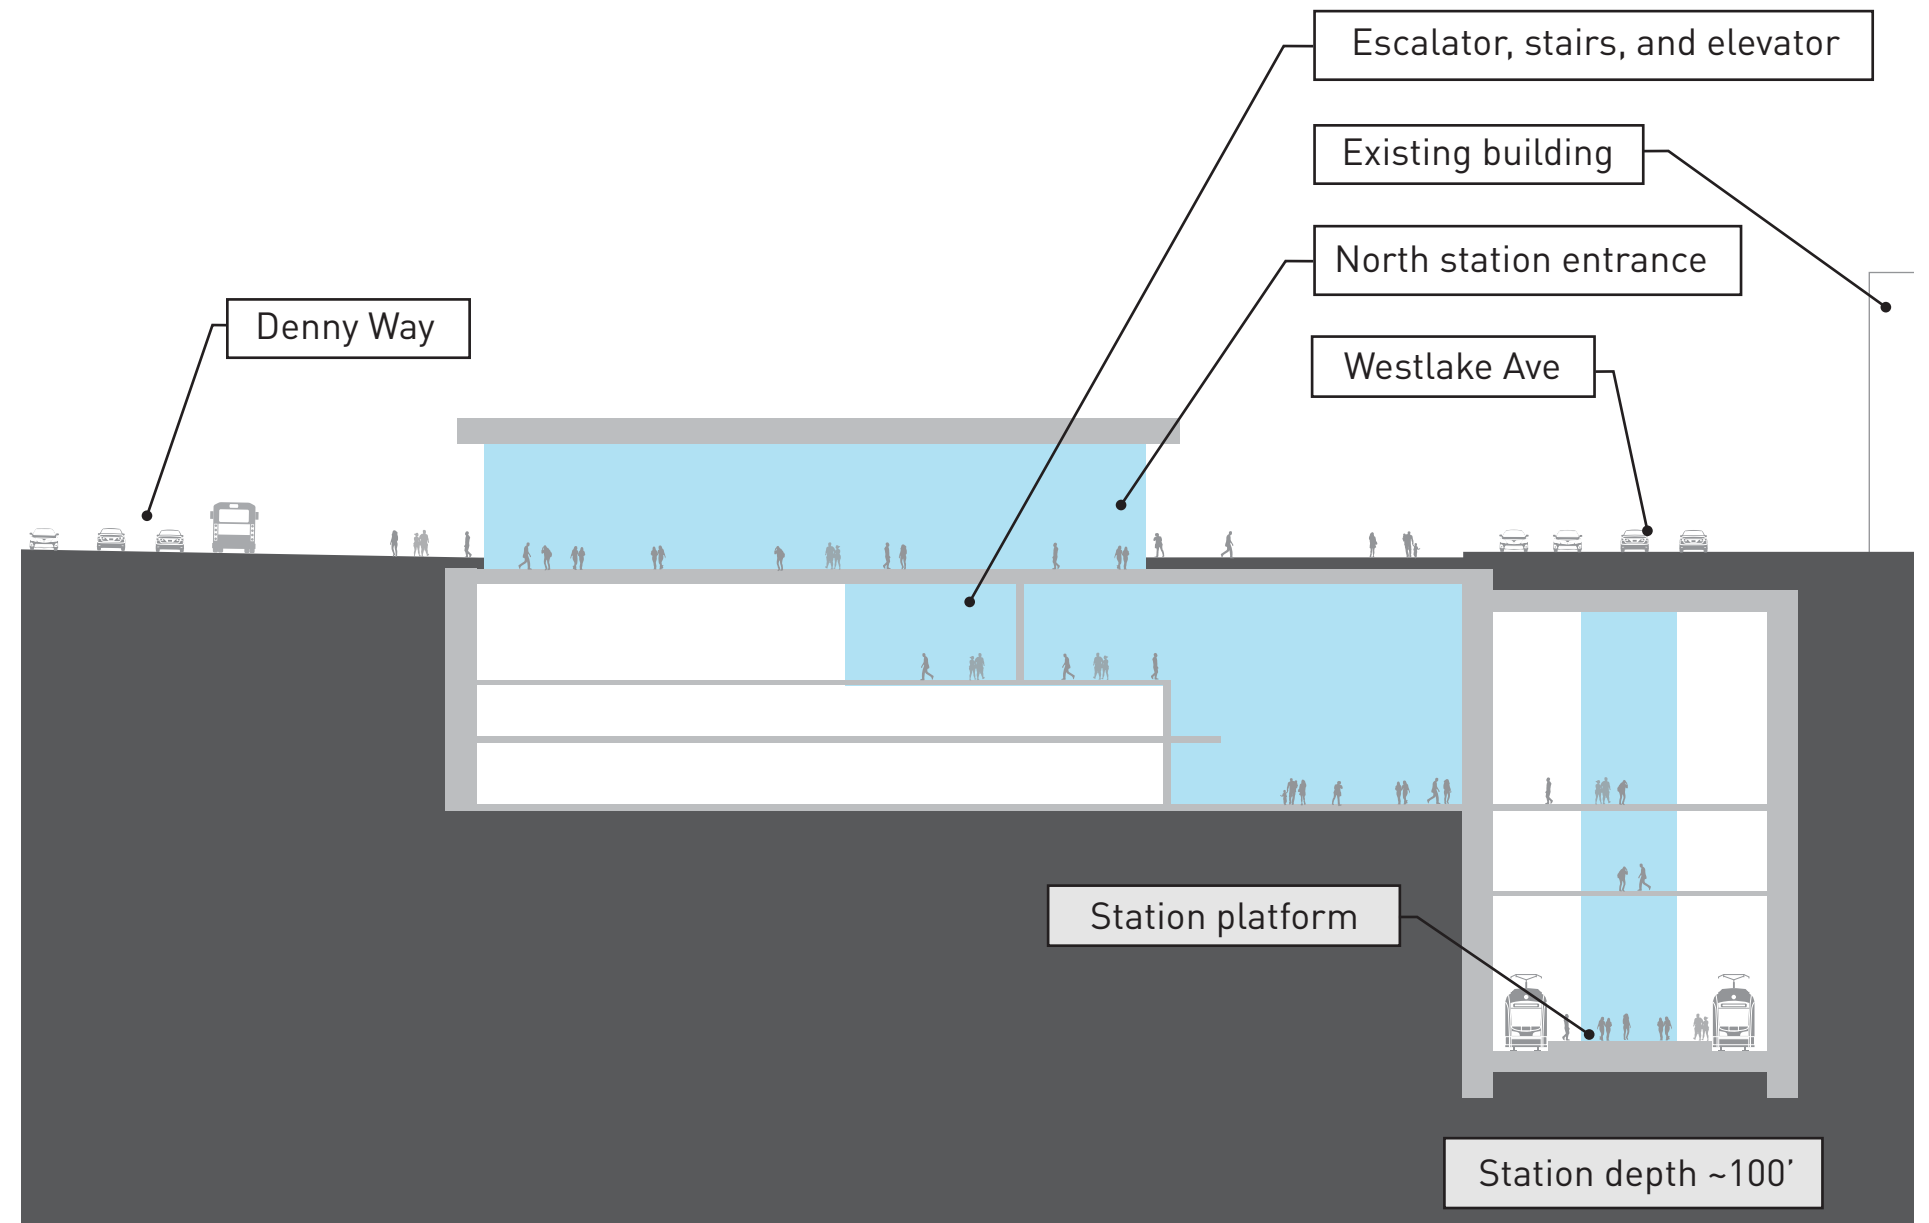 Escalator, stairs, and elevator
Existing building
North station entrance
Denny Way
Westlake Ave
Station platform
Station depth ~100’